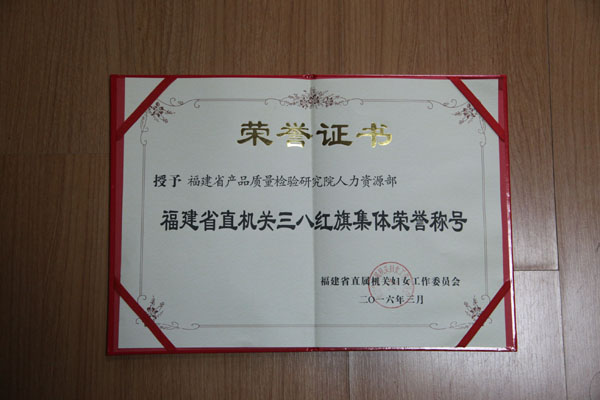 荣誉证书
授予 福建省产品质量检验研究院人力资源部
福建省直机关三八红旗集体荣誉称号
福建省直属机关妇女工作委员会
二〇一六年三月